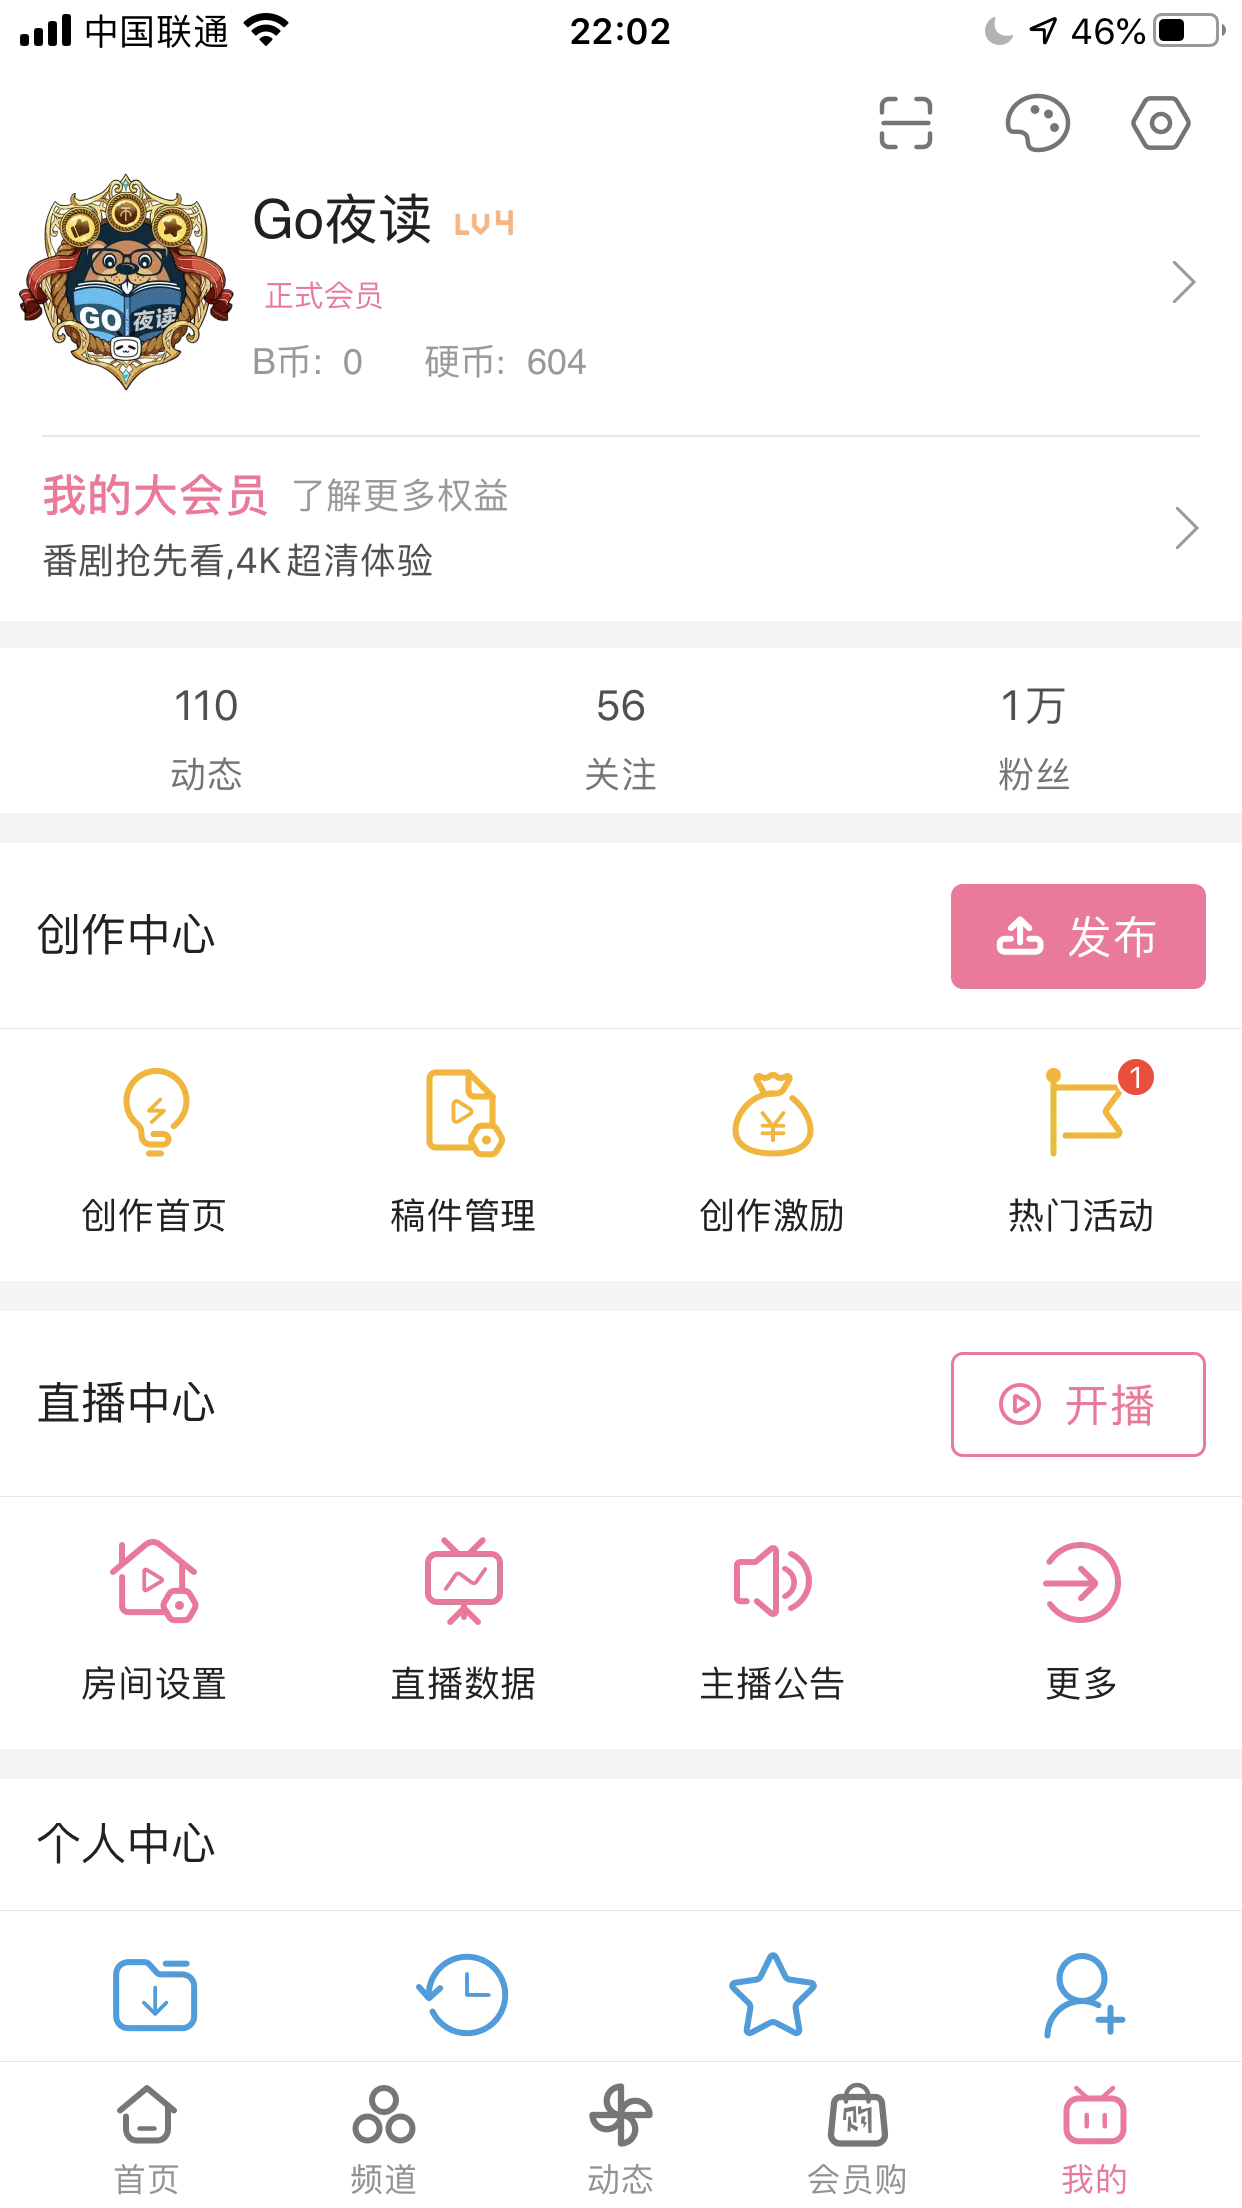 中国联通 22:02 46%
Go夜读 LV4
正式会员
GO 夜读
B币: 0 硬币: 604
我的大会员 了解更多权益
番剧抢先看,4K超清体验
110 56 1万
动态 关注 粉丝
创作中心 发布
¥ 1
创作首页 稿件管理 创作激励 热门活动
直播中心 开播
房间设置 直播数据 主播公告 更多
个人中心
购
首页 频道 动态 会员购 我的